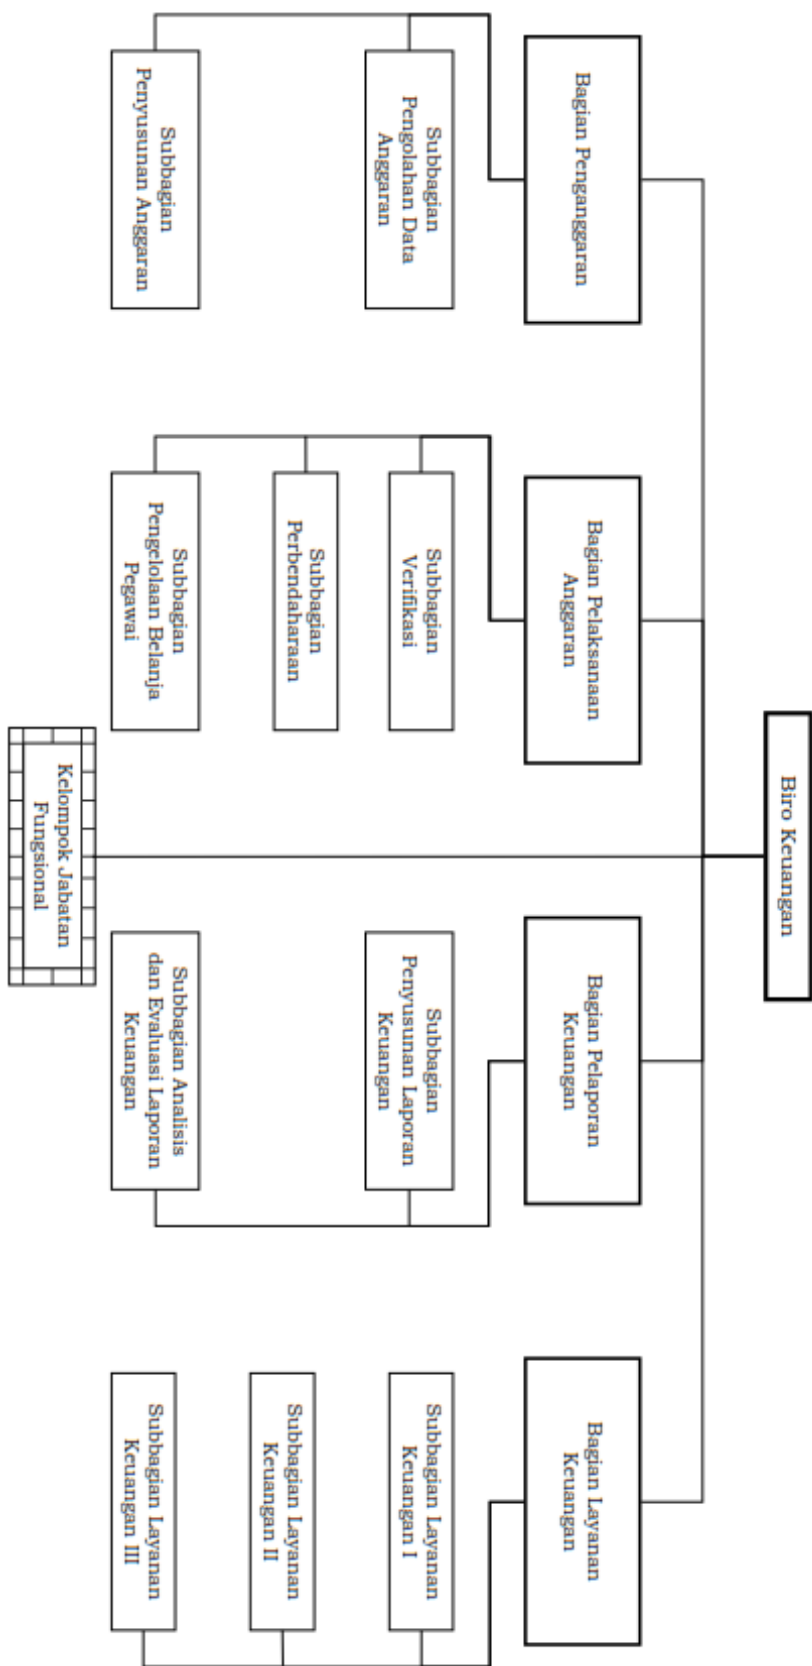 Biro Keuangan
Bagian Penganggaran
Subbagian
Pengolahan Data
Anggaran
Subbagian
Penyusunan Anggaran
Bagian Pelaksanaan
Anggaran
Subbagian
Verifikasi
Subbagian
Perbendaharaan
Subbagian
Pengelolaan Belanja
Pegawai
Bagian Pelaporan
Keuangan
Subbagian
Penyusunan Laporan
Keuangan
Subbagian Analisis
dan Evaluasi Laporan
Keuangan
Bagian Layanan
Keuangan
Subbagian Layanan
Keuangan I
Subbagian Layanan
Keuangan II
Subbagian Layanan
Keuangan III
Kelompok Jabatan
Fungsional